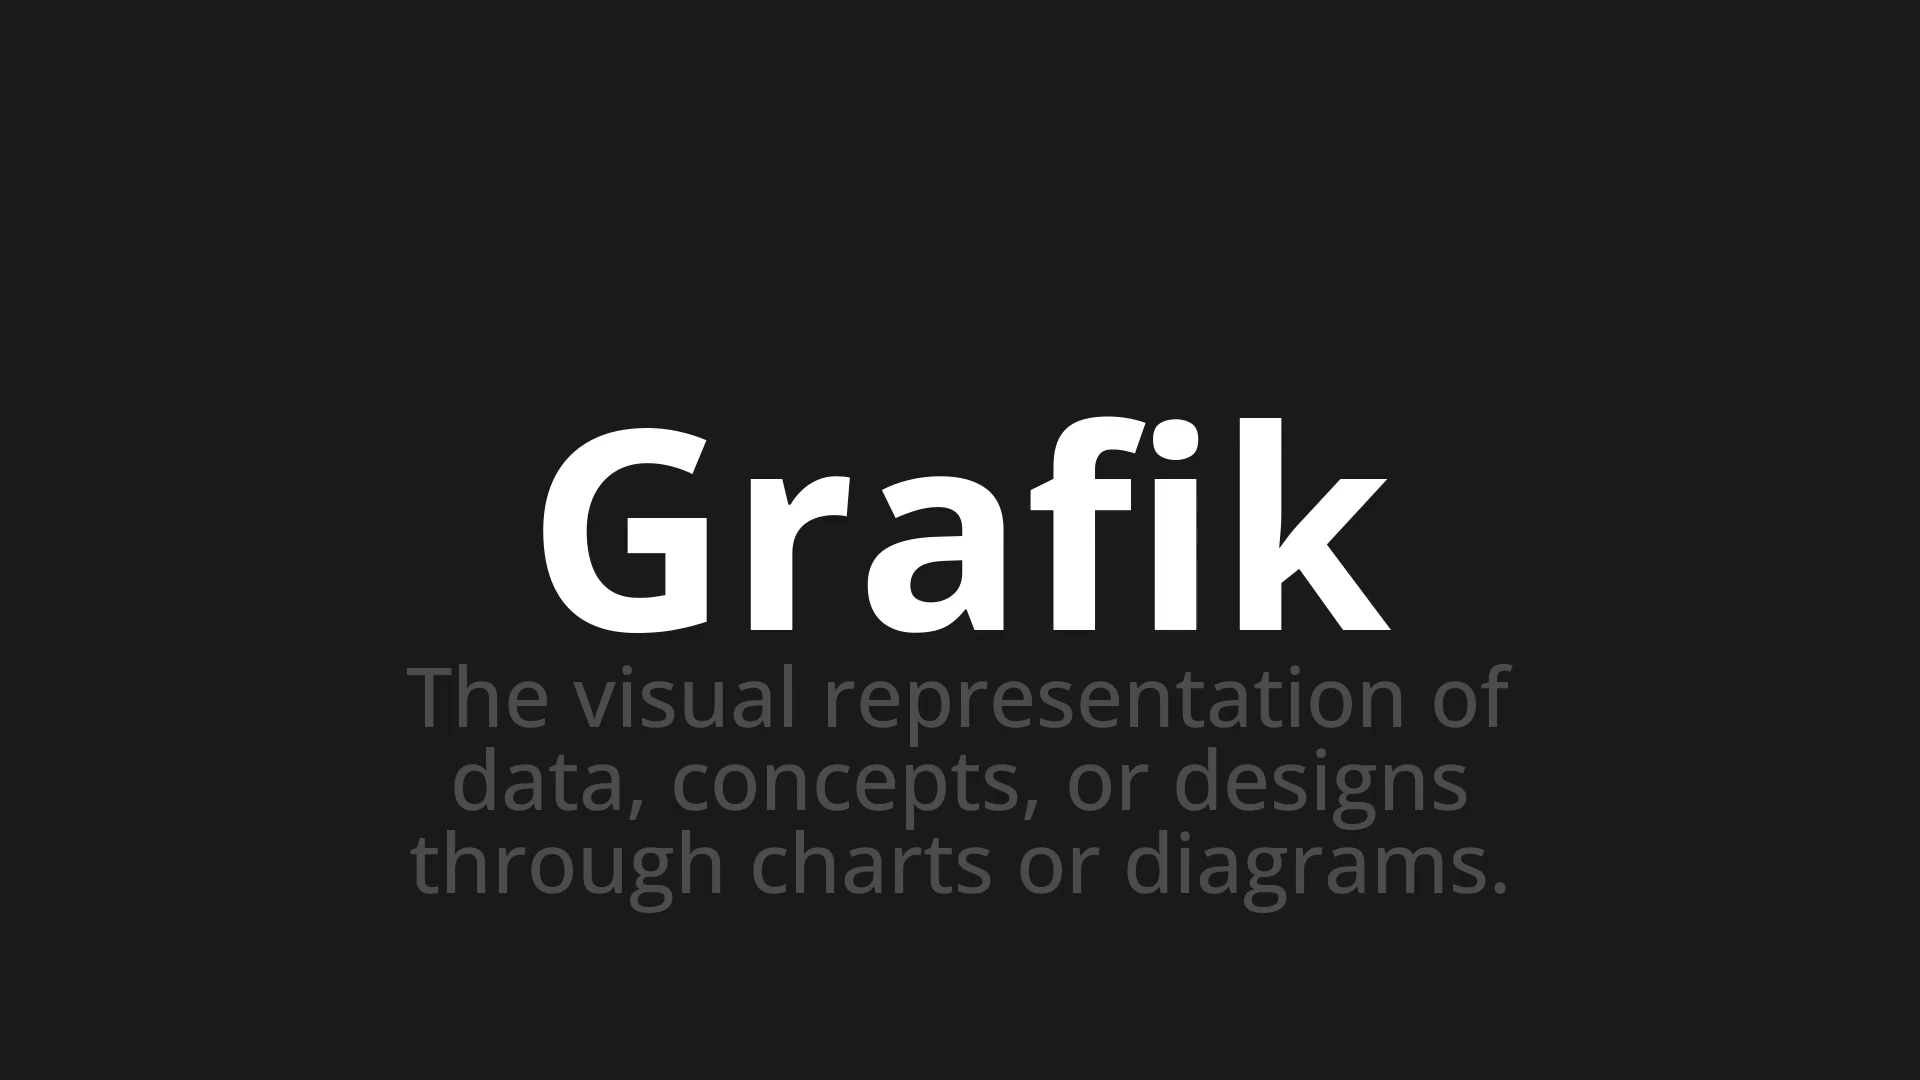 Grafik
The visual representation of
data, concepts, or designs
through charts or diagrams.